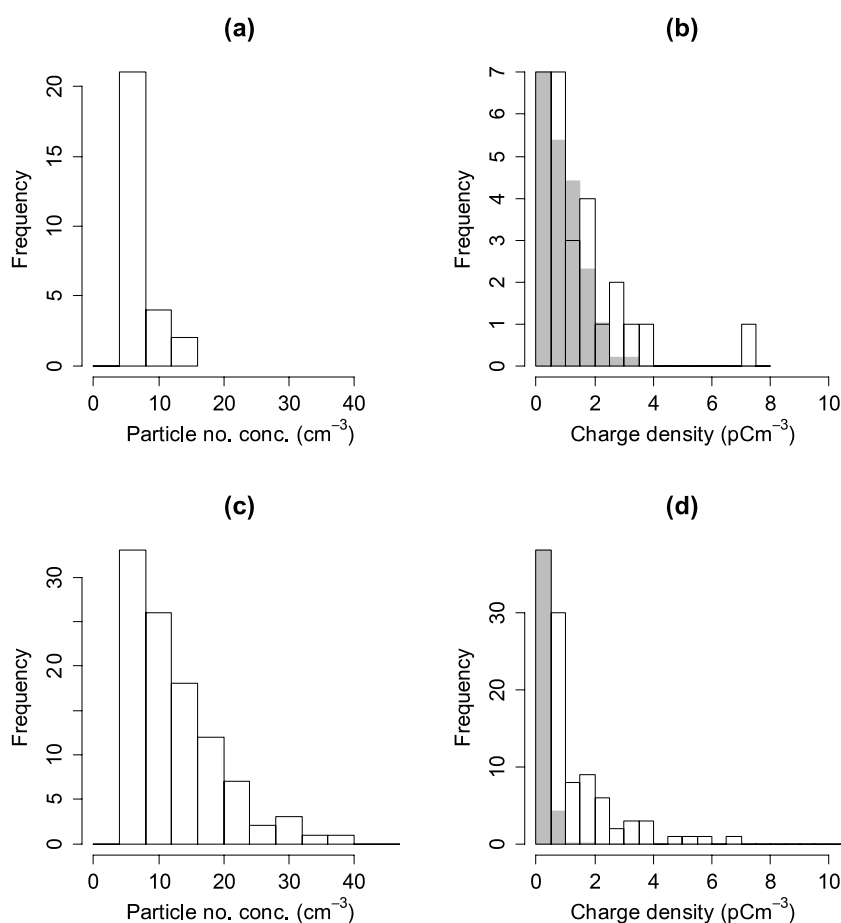 (a)
Frequency
0 5 10 15 20
0 10 20 30 40
Particle no. conc. (cm⁻³)
(b)
Frequency
0 1 2 3 4 5 6 7
0 2 4 6 8 10
Charge density (pCm⁻³)
(c)
Frequency
0 5 10 20 30
0 10 20 30 40
Particle no. conc. (cm⁻³)
(d)
Frequency
0 10 20 30
0 2 4 6 8 10
Charge density (pCm⁻³)